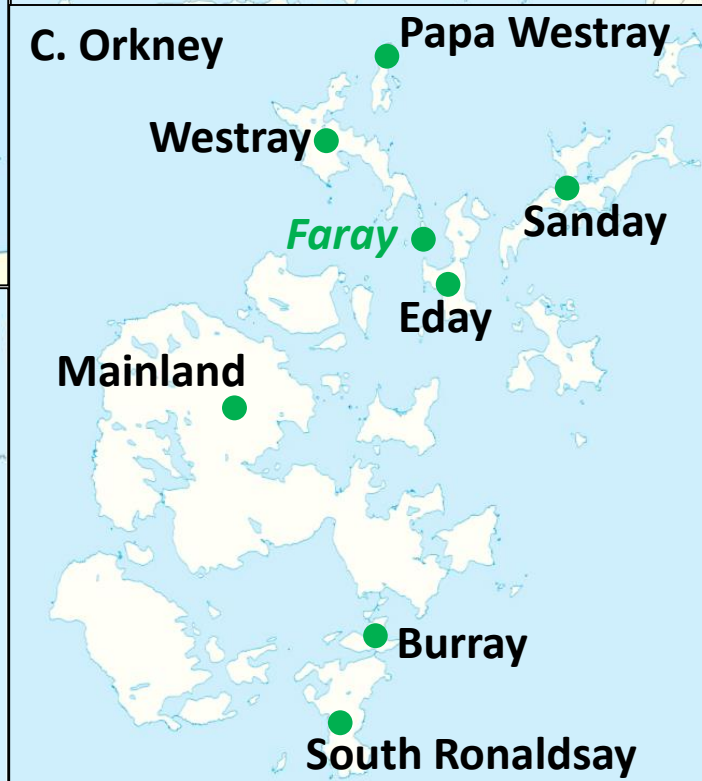 C. Orkney
Papa Westray
Westray
Sanday
Faray
Eday
Mainland
Burray
South Ronaldsay